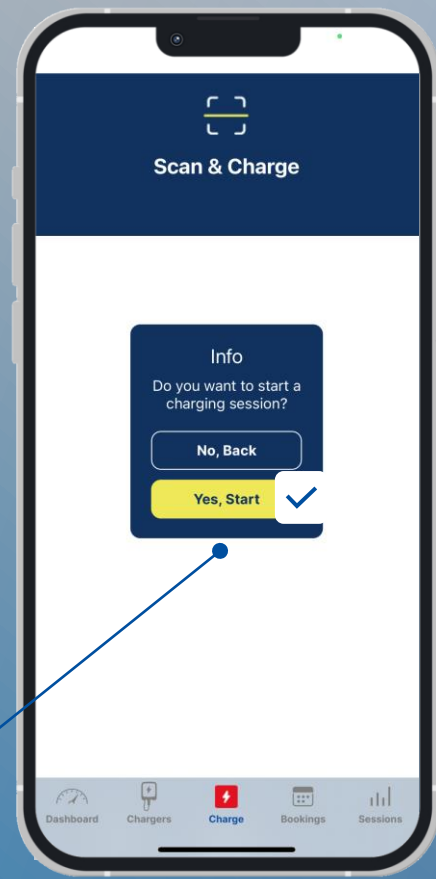 Scan & Charge
Info
Do you want to start a
charging session?
No, Back
Yes, Start
Dashboard
Chargers
Charge
Bookings
Sessions